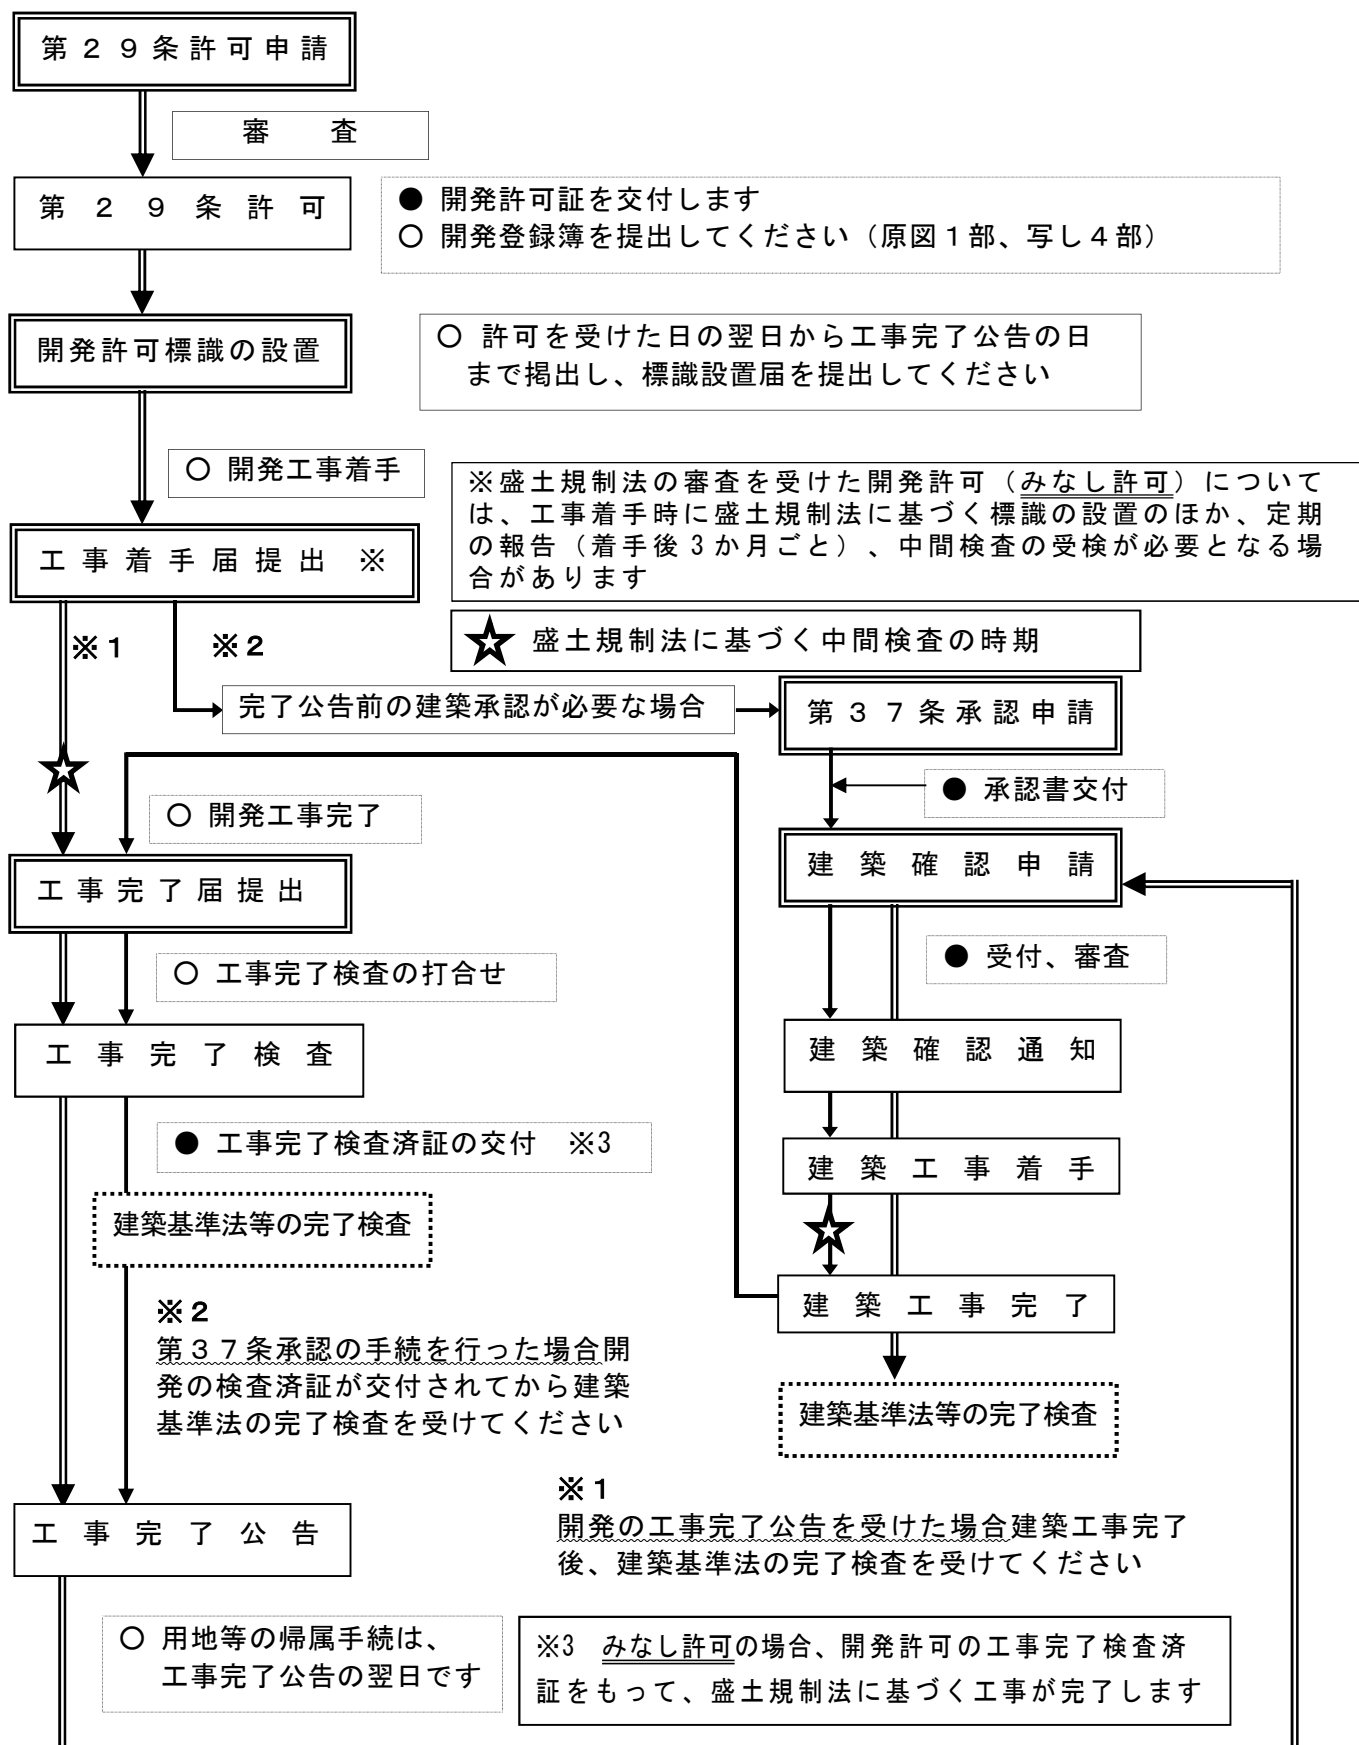 第２９条許可申請
審　査
第２９条許可
● 開発許可証を交付します
○ 開発登録簿を提出してください（原図１部、写し４部）
開発許可標識の設置
○ 許可を受けた日の翌日から工事完了公告の日
まで掲出し、標識設置届を提出してください
○ 開発工事着手
※盛土規制法の審査を受けた開発許可（みなし許可）について
は、工事着手時に盛土規制法に基づく標識の設置のほか、定期
の報告（着手後３か月ごと）、中間検査の受検が必要となる場
合があります
工事着手届提出　※
※１
※２
☆ 盛土規制法に基づく中間検査の時期
完了公告前の建築承認が必要な場合
第３７条承認申請
● 承認書交付
○ 開発工事完了
建築確認申請
工事完了届提出
● 受付、審査
○ 工事完了検査の打合せ
工事完了検査
建築確認通知
● 工事完了検査済証の交付　※3
建築工事着手
建築基準法等の完了検査
建築工事完了
※２
第３７条承認の手続を行った場合開
発の検査済証が交付されてから建築
基準法の完了検査を受けてください
建築基準法等の完了検査
※１
開発の工事完了公告を受けた場合建築工事完了
後、建築基準法の完了検査を受けてください
工事完了公告
○ 用地等の帰属手続は、
工事完了公告の翌日です
※3　みなし許可の場合、開発許可の工事完了検査済
証をもって、盛土規制法に基づく工事が完了します